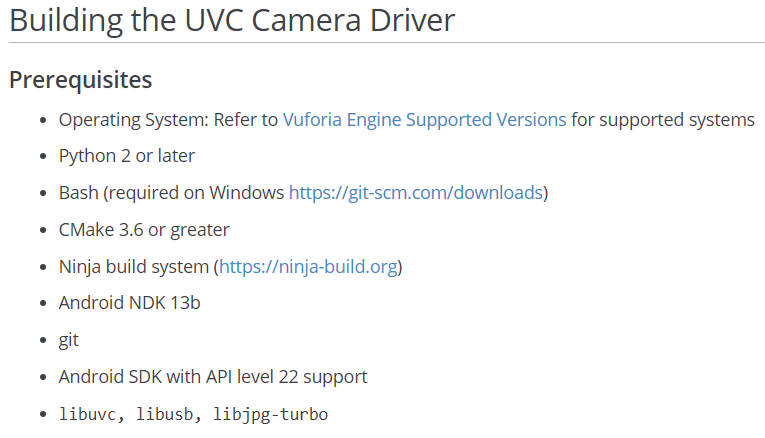 Building the UVC Camera Driver
Prerequisites
• Operating System: Refer to Vuforia Engine Supported Versions for supported systems
• Python 2 or later
• Bash (required on Windows https://git-scm.com/downloads)
• CMake 3.6 or greater
• Ninja build system (https://ninja-build.org)
• Android NDK 13b
• git
• Android SDK with API level 22 support
• libuvc, libusb, libjpg-turbo